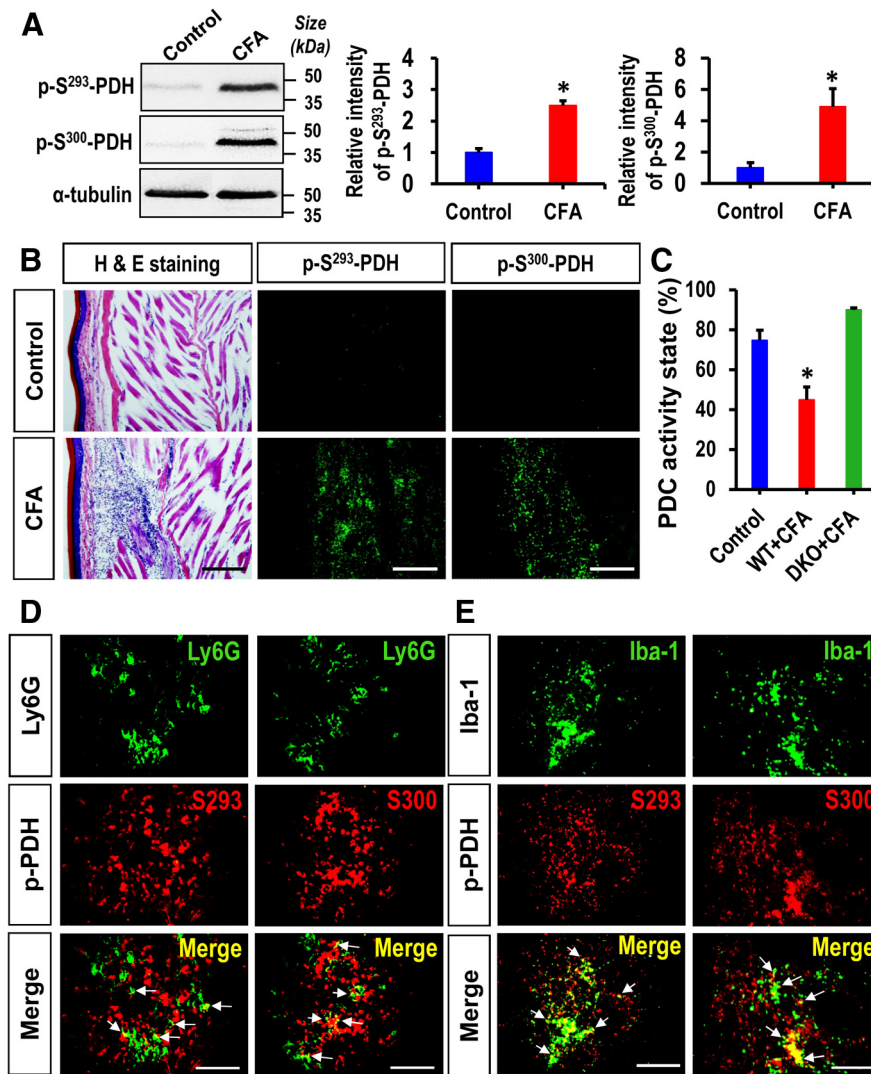 A
Control
CFA
Size
(kDa)
p-S²⁹³-PDH
50
35
p-S³⁰⁰-PDH
50
35
α-tubulin
50
35
Relative intensity
of p-S²⁹³-PDH
4
3
2
1
0
*
Control
CFA
Relative intensity
of p-S³⁰⁰-PDH
8
6
4
2
0
*
Control
CFA
B
H & E staining
p-S²⁹³-PDH
p-S³⁰⁰-PDH
Control
CFA
C
PDC activity state (%)
100
80
60
40
20
0
*
Control
WT+CFA
DKO+CFA
D
Ly6G
Ly6G
Ly6G
p-PDH
S293
S300
Merge
Merge
Merge
E
Iba-1
Iba-1
Iba-1
p-PDH
S293
S300
Merge
Merge
Merge